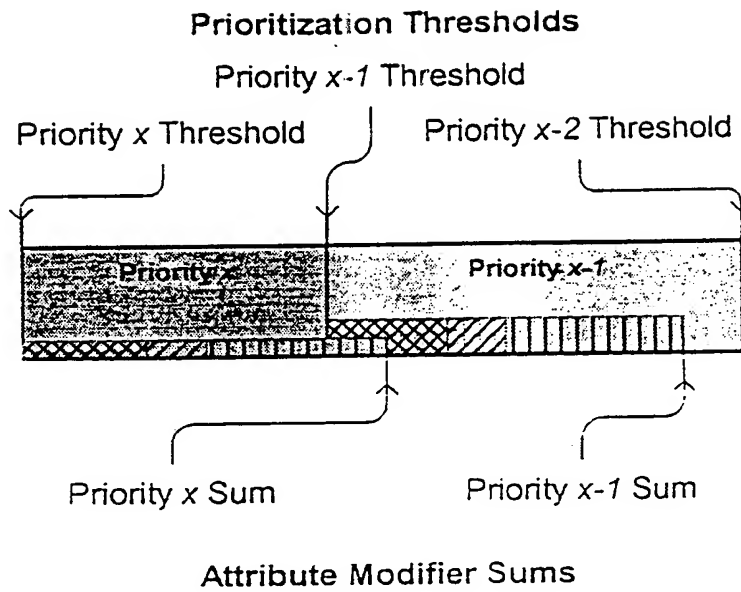 Prioritization Thresholds
Priority x-1 Threshold
Priority x Threshold
Priority x-2 Threshold
Priority x
Priority x-1
Priority x Sum
Priority x-1 Sum
Attribute Modifier Sums